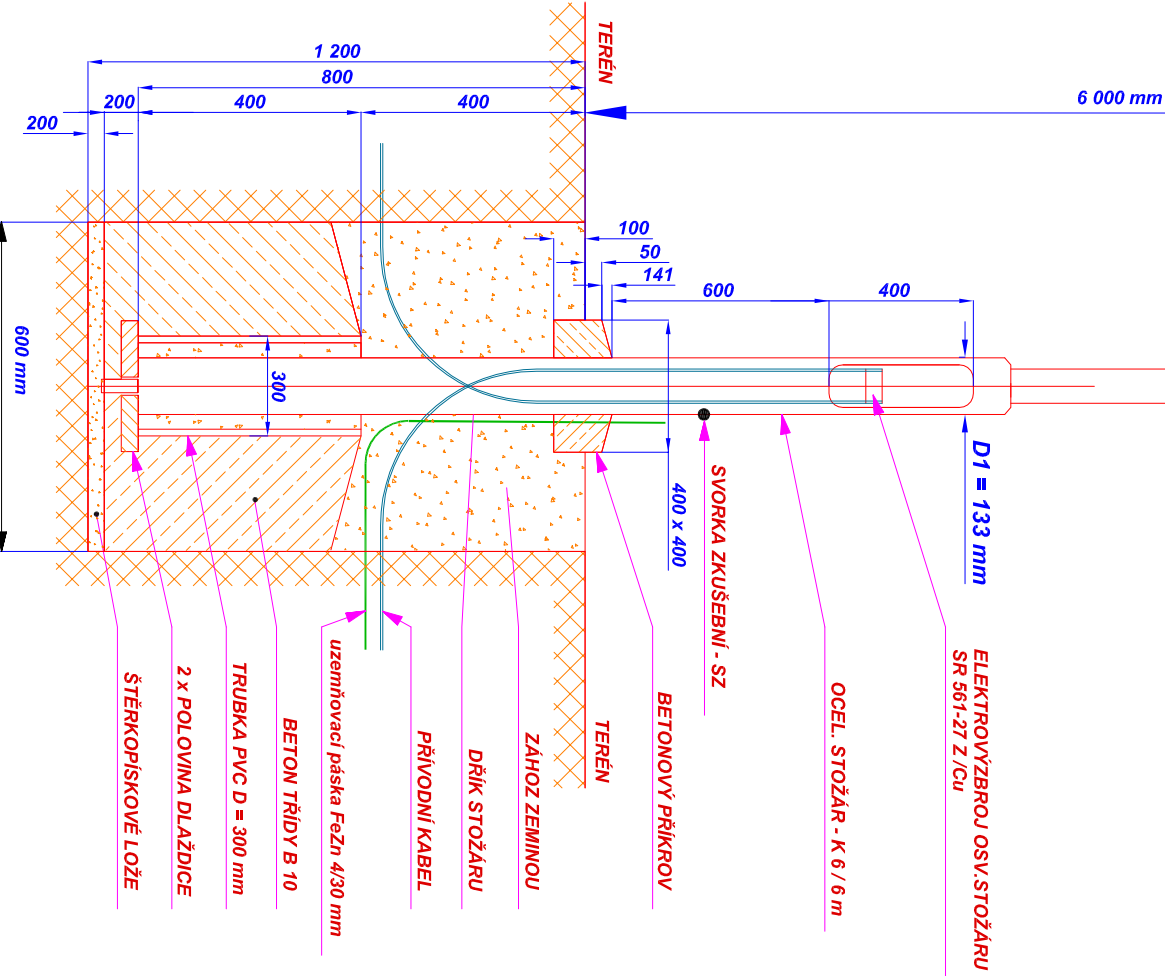 1 200
800
200
400
400
200
6 000 mm
TERÉN
100
50
141
600
400
600 mm
300
400 x 400
D1 = 133 mm
SVORKA ZKUŠEBNÍ - SZ
ELEKTROVÝZBROJ OSV.STOŽÁRU
SR 561-27 Z /Cu
OCEL. STOŽÁR - K 6 / 6 m
BETONOVÝ PŘÍKROV
TERÉN
ZÁHOZ ZEMINOU
DŘÍK STOŽÁRU
PŘÍVODNÍ KABEL
uzemňovací páska FeZn 4/30 mm
BETON TŘÍDY B 10
TRUBKA PVC D = 300 mm
2 x POLOVINA DLAŽDICE
ŠTĚRKOPÍSKOVÉ LOŽE